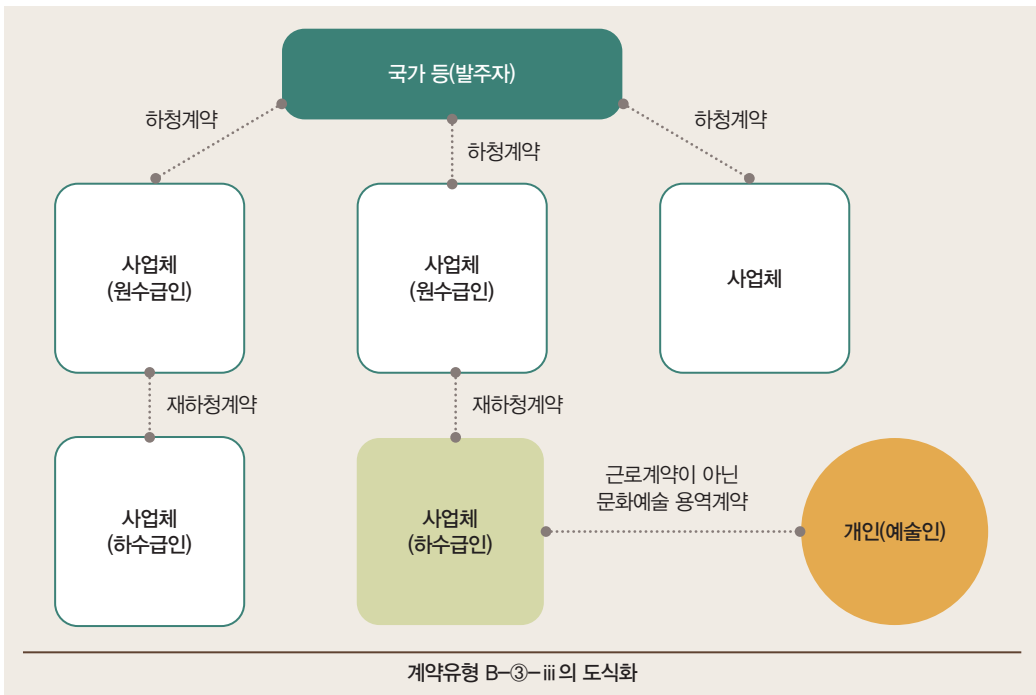 국가 등(발주자)
하청계약
하청계약
하청계약
사업체
(원수급인)
사업체
(원수급인)
사업체
재하청계약
재하청계약
사업체
(하수급인)
사업체
(하수급인)
근로계약이 아닌
문화예술 용역계약
개인(예술인)
계약유형 B-③-ⅲ의 도식화